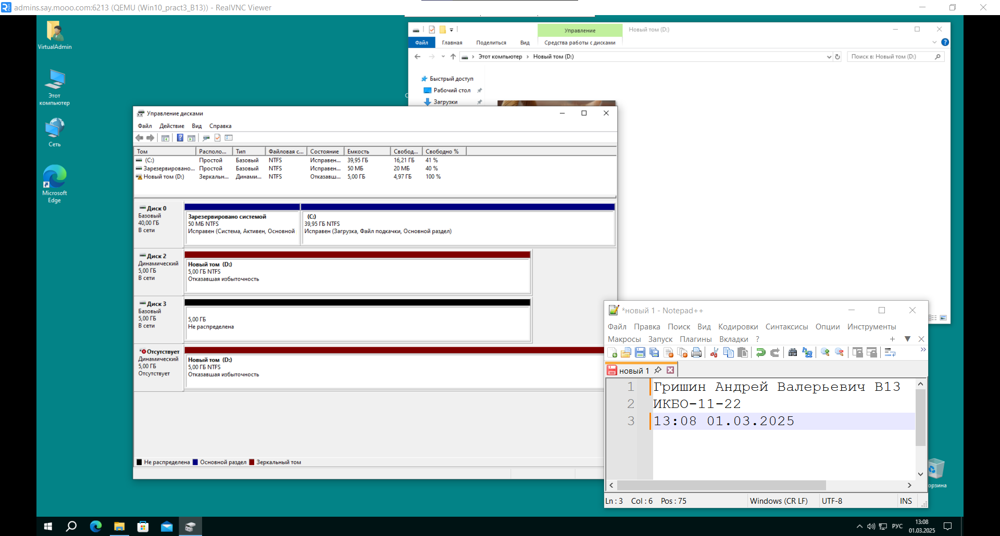 admins.say.mooo.com:6213 (QEMU (Win10_pract3_B13)) - RealVNC Viewer
VirtualAdmin
Этот компьютер
Сеть
Microsoft Edge
Управление
Новый том (D:)
Файл
Главная
Поделиться
Вид
Средства работы с дисками
Этот компьютер
Новый том (D:)
Поиск в: Новый том (D:)
Быстрый доступ
Рабочий стол
Загрузки
Управление дисками
Файл Действие Вид Справка
Том Располо... Тип Файловая с... Состояние Емкость Свобод... Свободно %
(C:) Простой Базовый NTFS Исправен... 39,95 ГБ 16,21 ГБ 41 %
Зарезервировано... Простой Базовый NTFS Исправен... 50 МБ 20 МБ 40 %
Новый том (D:) Зеркальн... Динами... NTFS Отказавш... 5,00 ГБ 4,97 ГБ 100 %
Диск 0
Базовый
40,00 ГБ
В сети
Зарезервировано системой
50 МБ NTFS
Исправен (Система, Активен, Основной
(C:)
39,95 ГБ NTFS
Исправен (Загрузка, Файл подкачки, Основной раздел)
Диск 2
Динамический
5,00 ГБ
В сети
Новый том (D:)
5,00 ГБ NTFS
Отказавшая избыточность
Диск 3
Базовый
5,00 ГБ
В сети
5,00 ГБ
Не распределена
Отсутствует
Динамический
5,00 ГБ
Отсутствует
Новый том (D:)
5,00 ГБ NTFS
Отказавшая избыточность
Не распределена Основной раздел Зеркальный том
*новый 1 - Notepad++
Файл Правка Поиск Вид Кодировки Синтаксисы Опции Инструменты
Макросы Запуск Плагины Вкладки ?
новый 1
1 Гришин Андрей Валерьевич B13
2 ИКБО-11-22
3 13:08 01.03.2025
Ln : 3 Col : 6 Pos : 75 Windows (CR LF) UTF-8 INS
орзина
РУС
13:08
01.03.2025